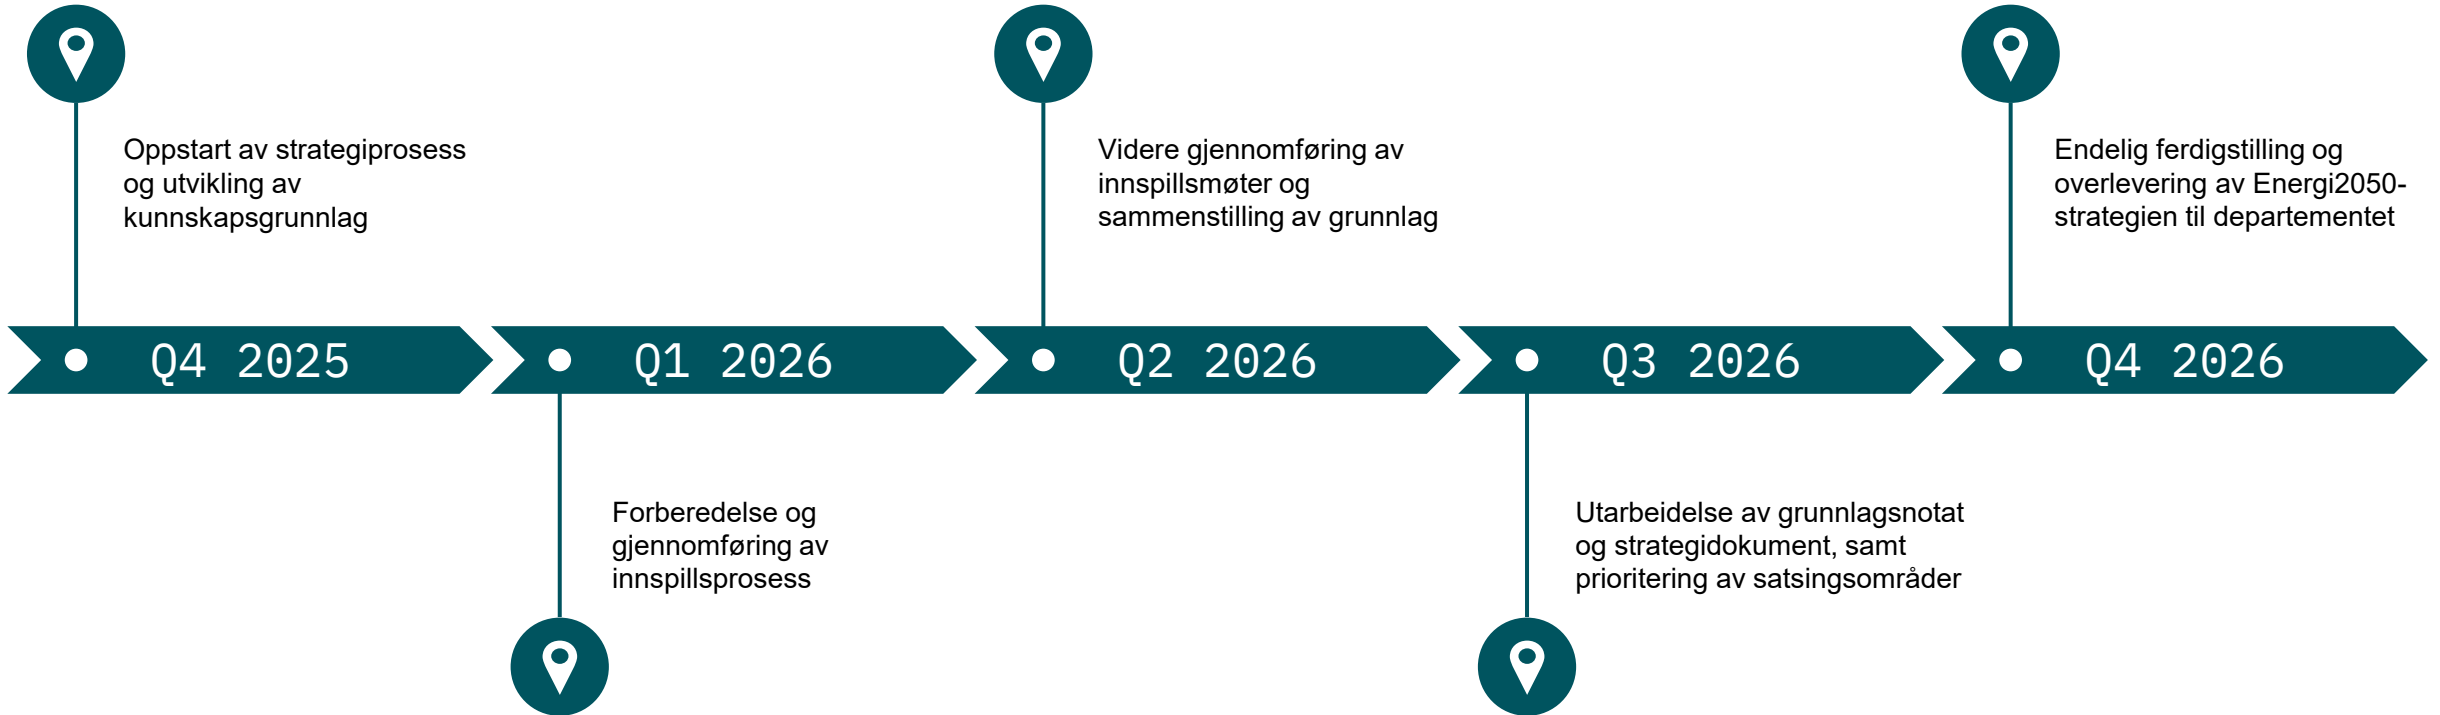 Oppstart av strategiprosess
og utvikling av
kunnskapsgrunnlag
Videre gjennomføring av
innspillsmøter og
sammenstilling av grunnlag
Endelig ferdigstilling og
overlevering av Energi2050-
strategien til departementet
Q4 2025
Q1 2026
Q2 2026
Q3 2026
Q4 2026
Forberedelse og
gjennomføring av
innspillsprosess
Utarbeidelse av grunnlagsnotat
og strategidokument, samt
prioritering av satsingsområder